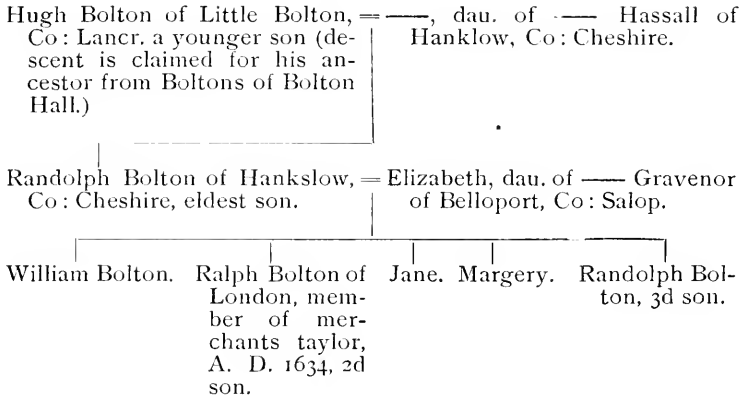 Hugh Bolton of Little Bolton, = ——, dau. of —— Hassall of
Co : Lancr. a younger son (de-
Hanklow, Co : Cheshire.
scent is claimed for his an-
cestor from Boltons of Bolton
Hall.)
Randolph Bolton of Hankslow, = Elizabeth, dau. of —— Gravenor
Co : Cheshire, eldest son.
of Belloport, Co : Salop.
William Bolton.
Ralph Bolton of
London, mem-
ber of mer-
chants taylor,
A. D. 1634, 2d
son.
Jane.
Margery.
Randolph Bol-
ton, 3d son.